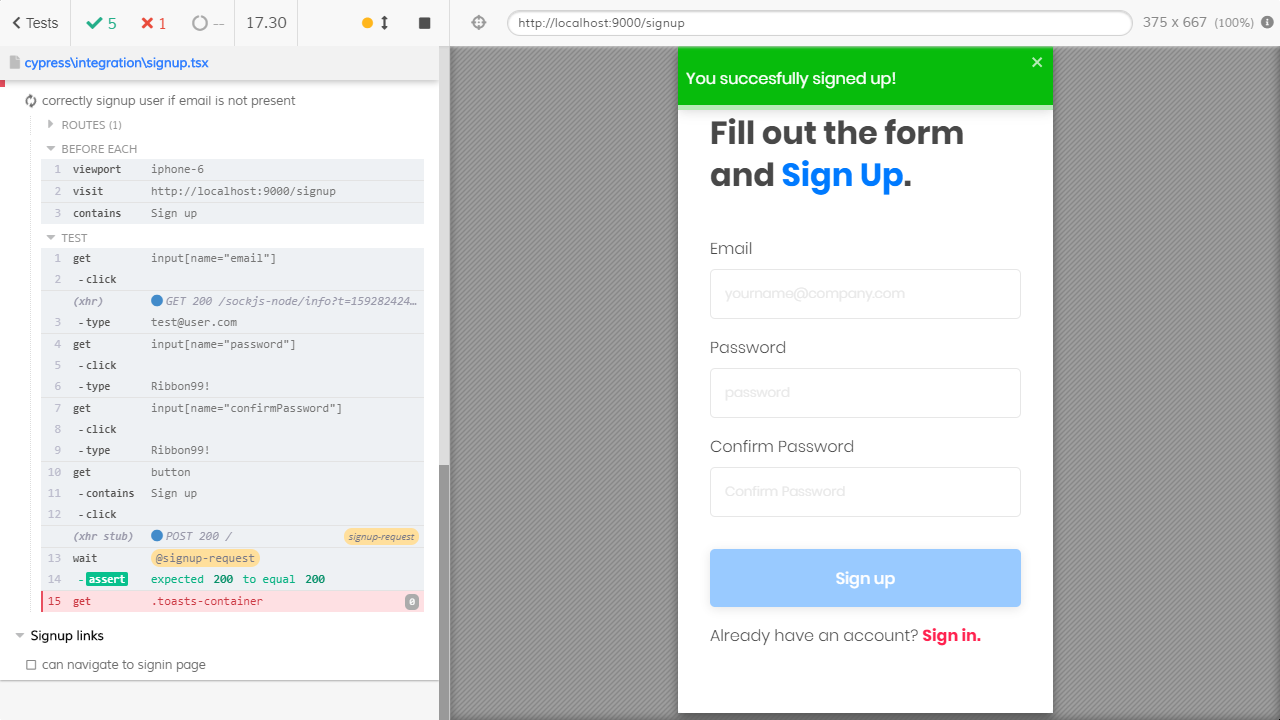 Tests
5
1
--
17.30
http://localhost:9000/signup
375 x 667 (100%)
cypress\integration\signup.tsx
correctly signup user if email is not present
ROUTES (1)
BEFORE EACH
1 viewport iphone-6
2 visit http://localhost:9000/signup
3 contains Sign up
TEST
1 get input[name="email"]
2 -click
(xhr) GET 200 /sockjs-node/info?t=159282424…
3 -type test@user.com
4 get input[name="password"]
5 -click
6 -type Ribbon99!
7 get input[name="confirmPassword"]
8 -click
9 -type Ribbon99!
10 get button
11 -contains Sign up
12 -click
(xhr stub) POST 200 / signup-request
13 wait @signup-request
14 -assert expected 200 to equal 200
15 get .toasts-container 0
Signup links
can navigate to signin page
You succesfully signed up!
×
Fill out the form
and Sign Up.
Email
yourname@company.com
Password
password
Confirm Password
Confirm Password
Sign up
Already have an account? Sign in.